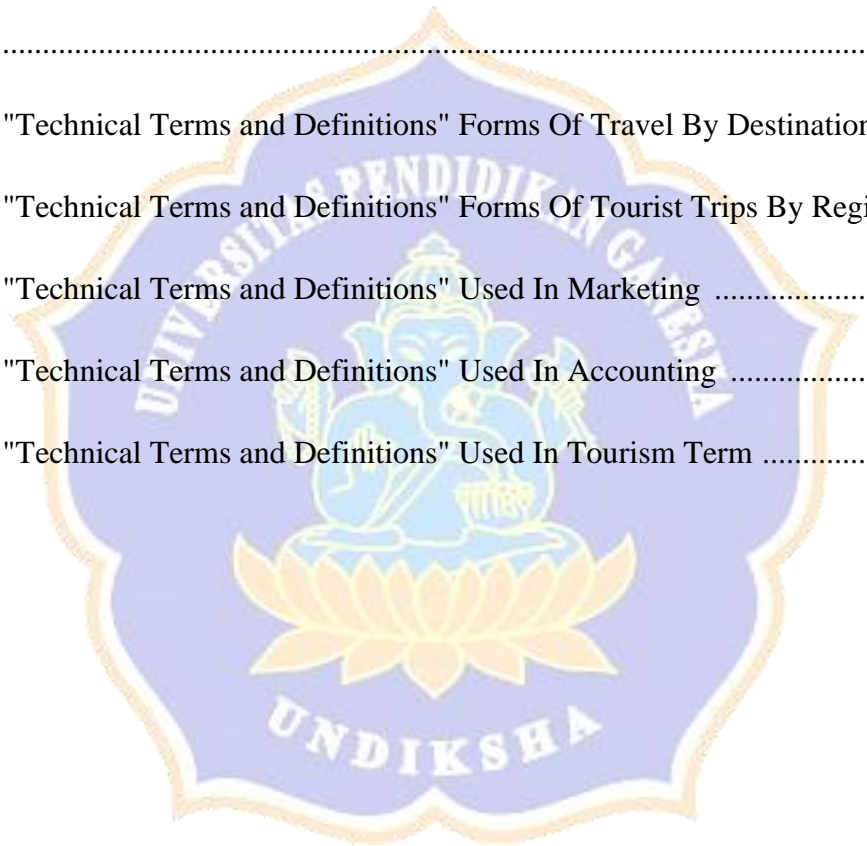 ................................................................................................................
"Technical Terms and Definitions" Forms Of Travel By Destination
"Technical Terms and Definitions" Forms Of Tourist Trips By Regi
"Technical Terms and Definitions" Used In Marketing ...................
"Technical Terms and Definitions" Used In Accounting .................
"Technical Terms and Definitions" Used In Tourism Term .............
UNIVERSITAS PENDIDIKAN GANESHA
UNDIKSHA